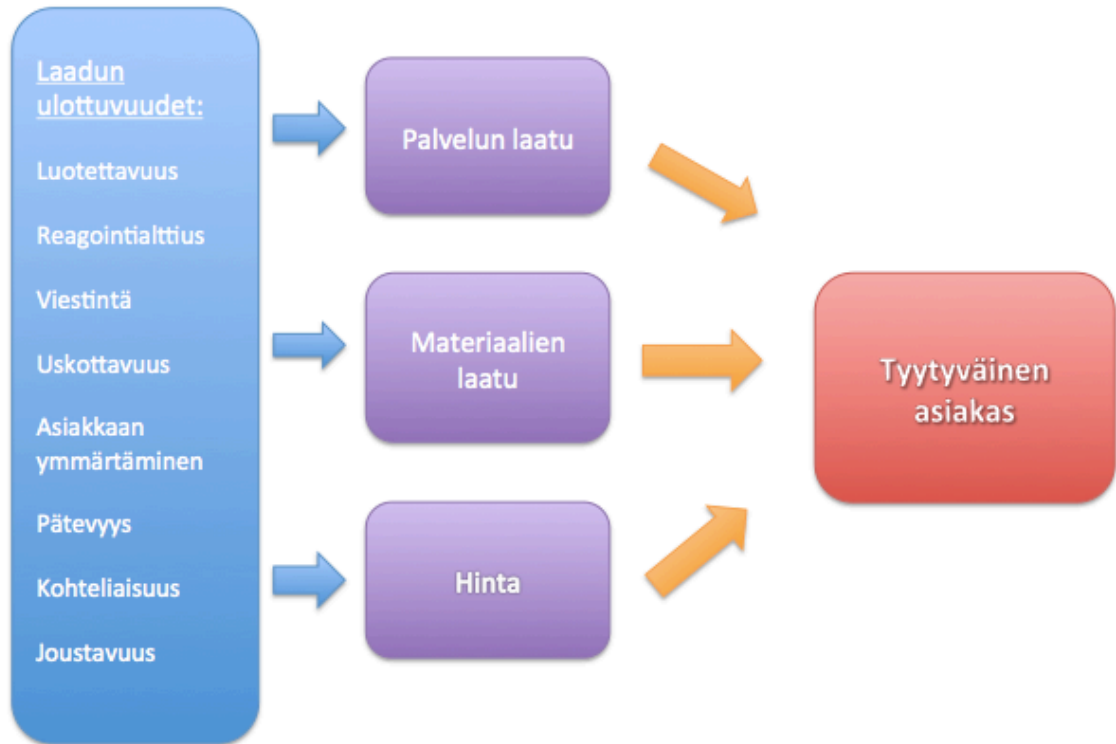 Laadun
ulottuvuudet:
Luotettavuus
Reagointialttius
Viestintä
Uskottavuus
Asiakkaan
ymmärtäminen
Pätevyys
Kohteliaisuus
Joustavuus
Palvelun laatu
Materiaalien
laatu
Hinta
Tyytyväinen
asiakas